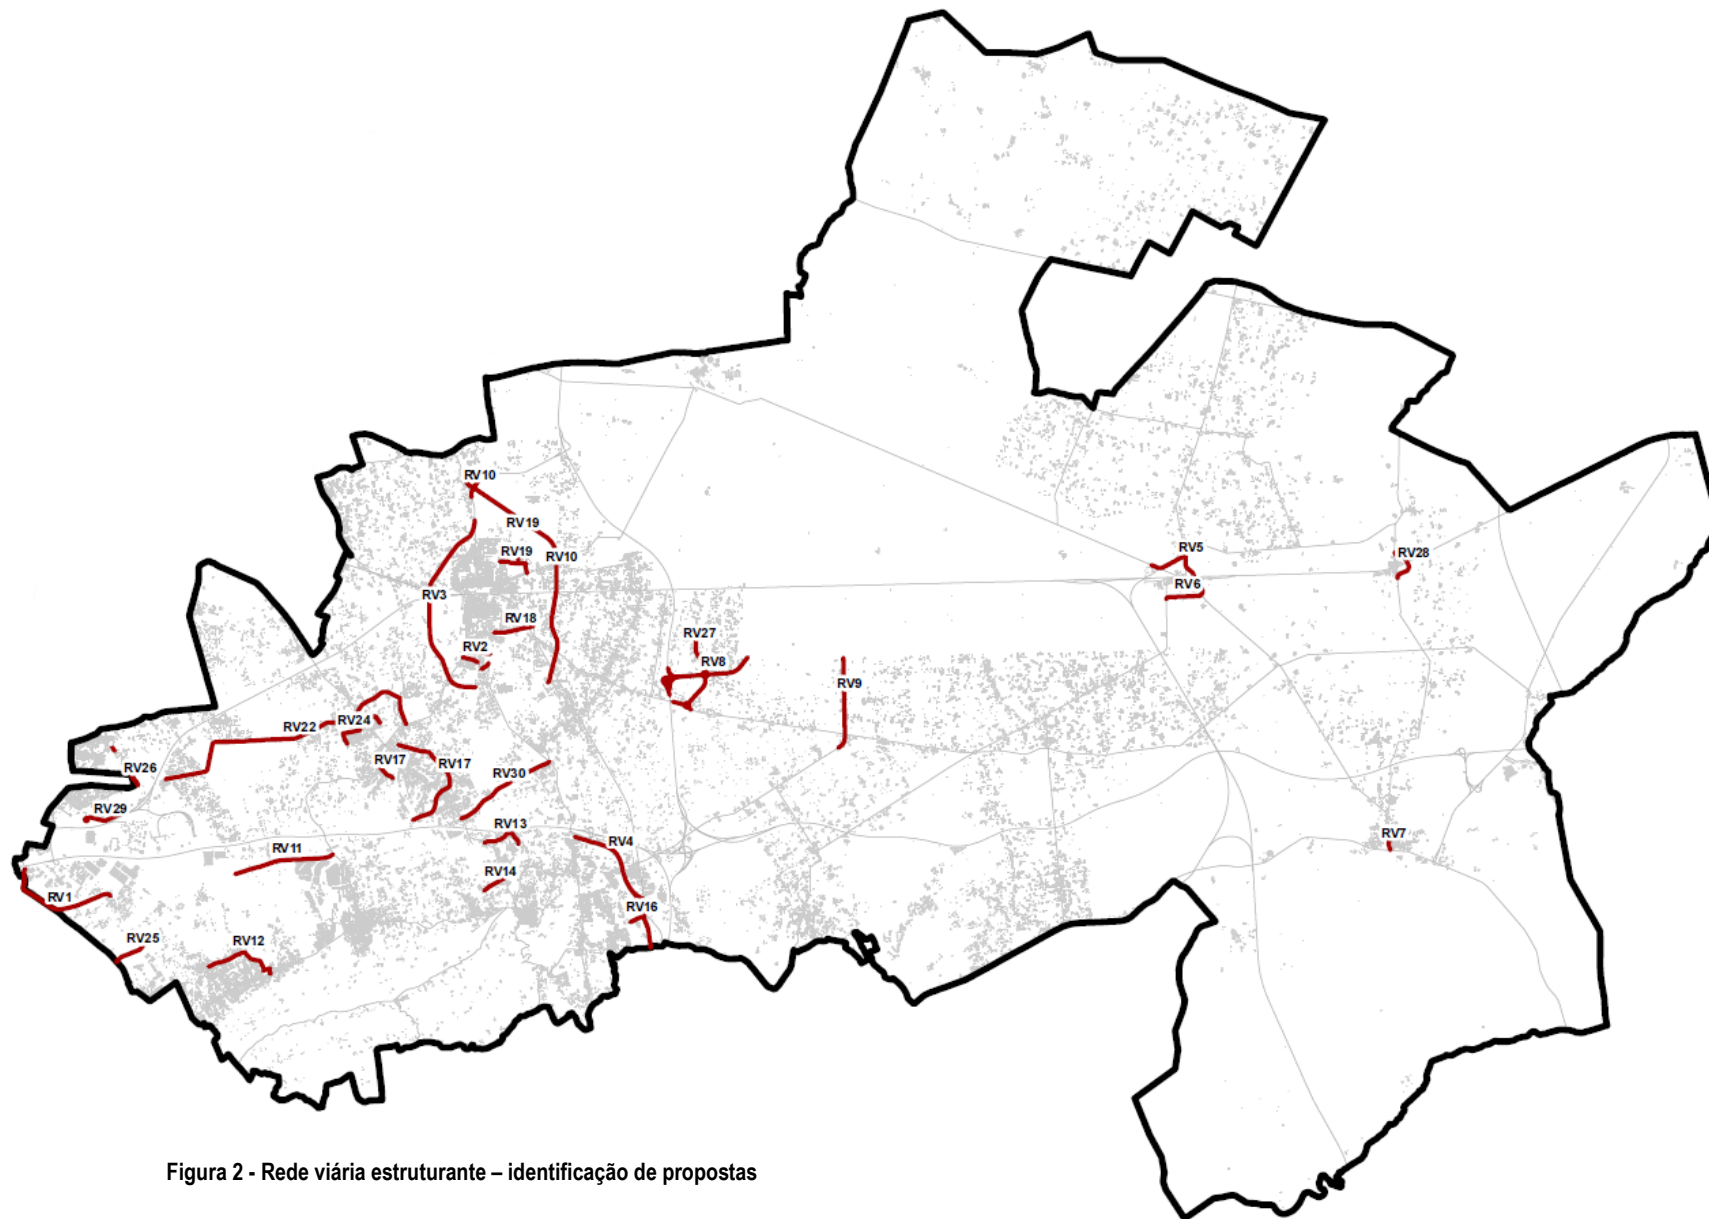 RV10
RV19
RV19
RV10
RV5
RV28
RV6
RV3
RV18
RV27
RV2
RV8
RV9
RV24
RV22
RV17
RV17
RV26
RV30
RV29
RV13
RV4
RV7
RV11
RV14
RV1
RV16
RV25
RV12
Figura 2 - Rede viária estruturante – identificação de propostas